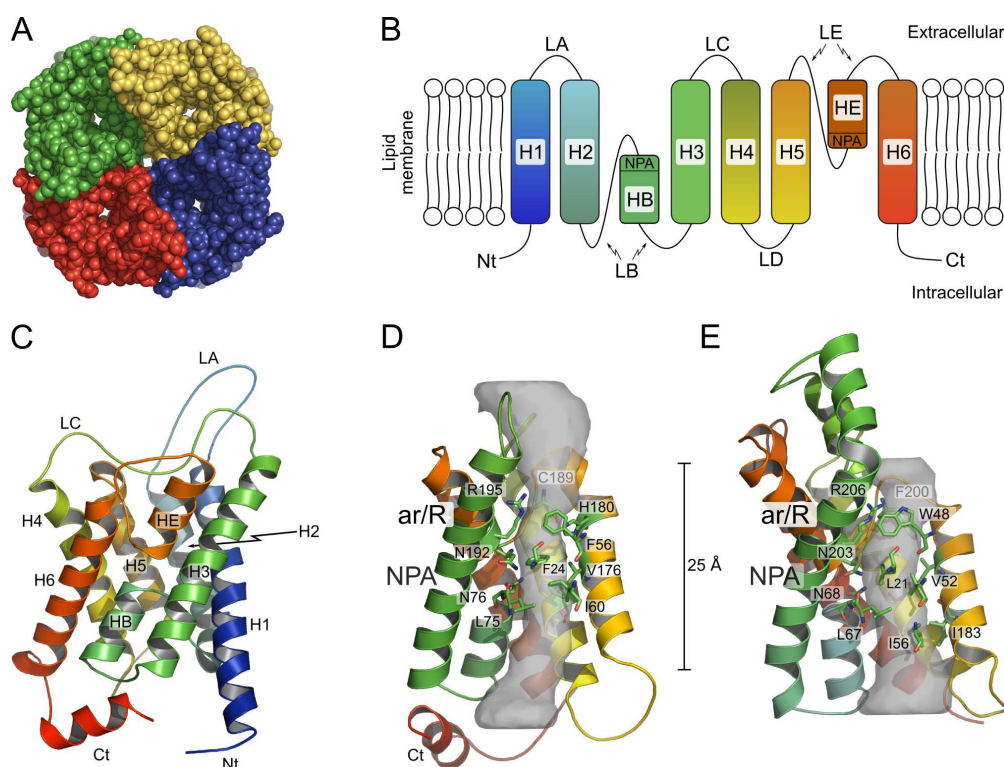 A
B
LA
LC
LE
Extracellular
Lipid
membrane
H1
H2
NPA
HB
H3
H4
H5
HE
NPA
H6
Nt
LB
LD
Ct
Intracellular
C
LA
LC
H4
HE
H2
H5
H3
H6
HB
H1
Ct
Nt
D
C189
R195
H180
ar/R
F56
N192
F24
V176
NPA
N76
I60
L75
Ct
25 Å
E
R206
F200
W48
ar/R
N203
NPA
L21
V52
N68
L67
I56
I183